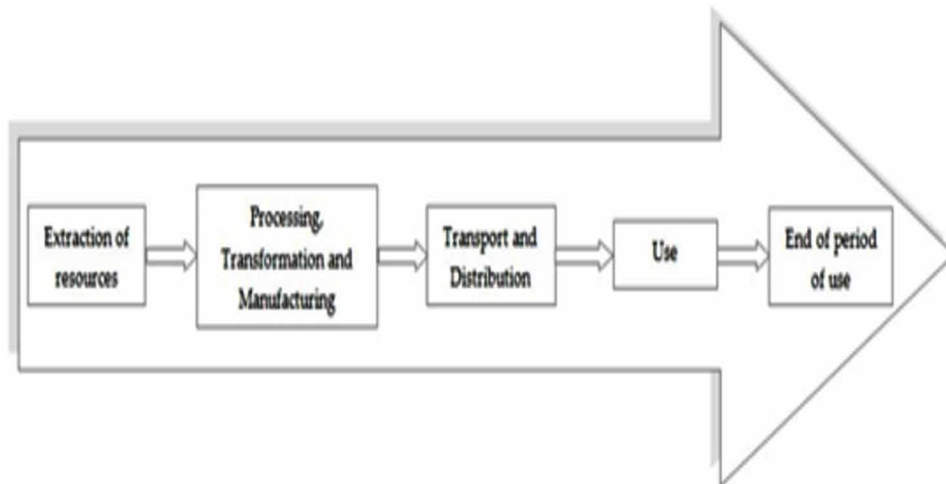 Extraction of
resources
Processing,
Transformation and
Manufacturing
Transport and
Distribution
Use
End of period
of use